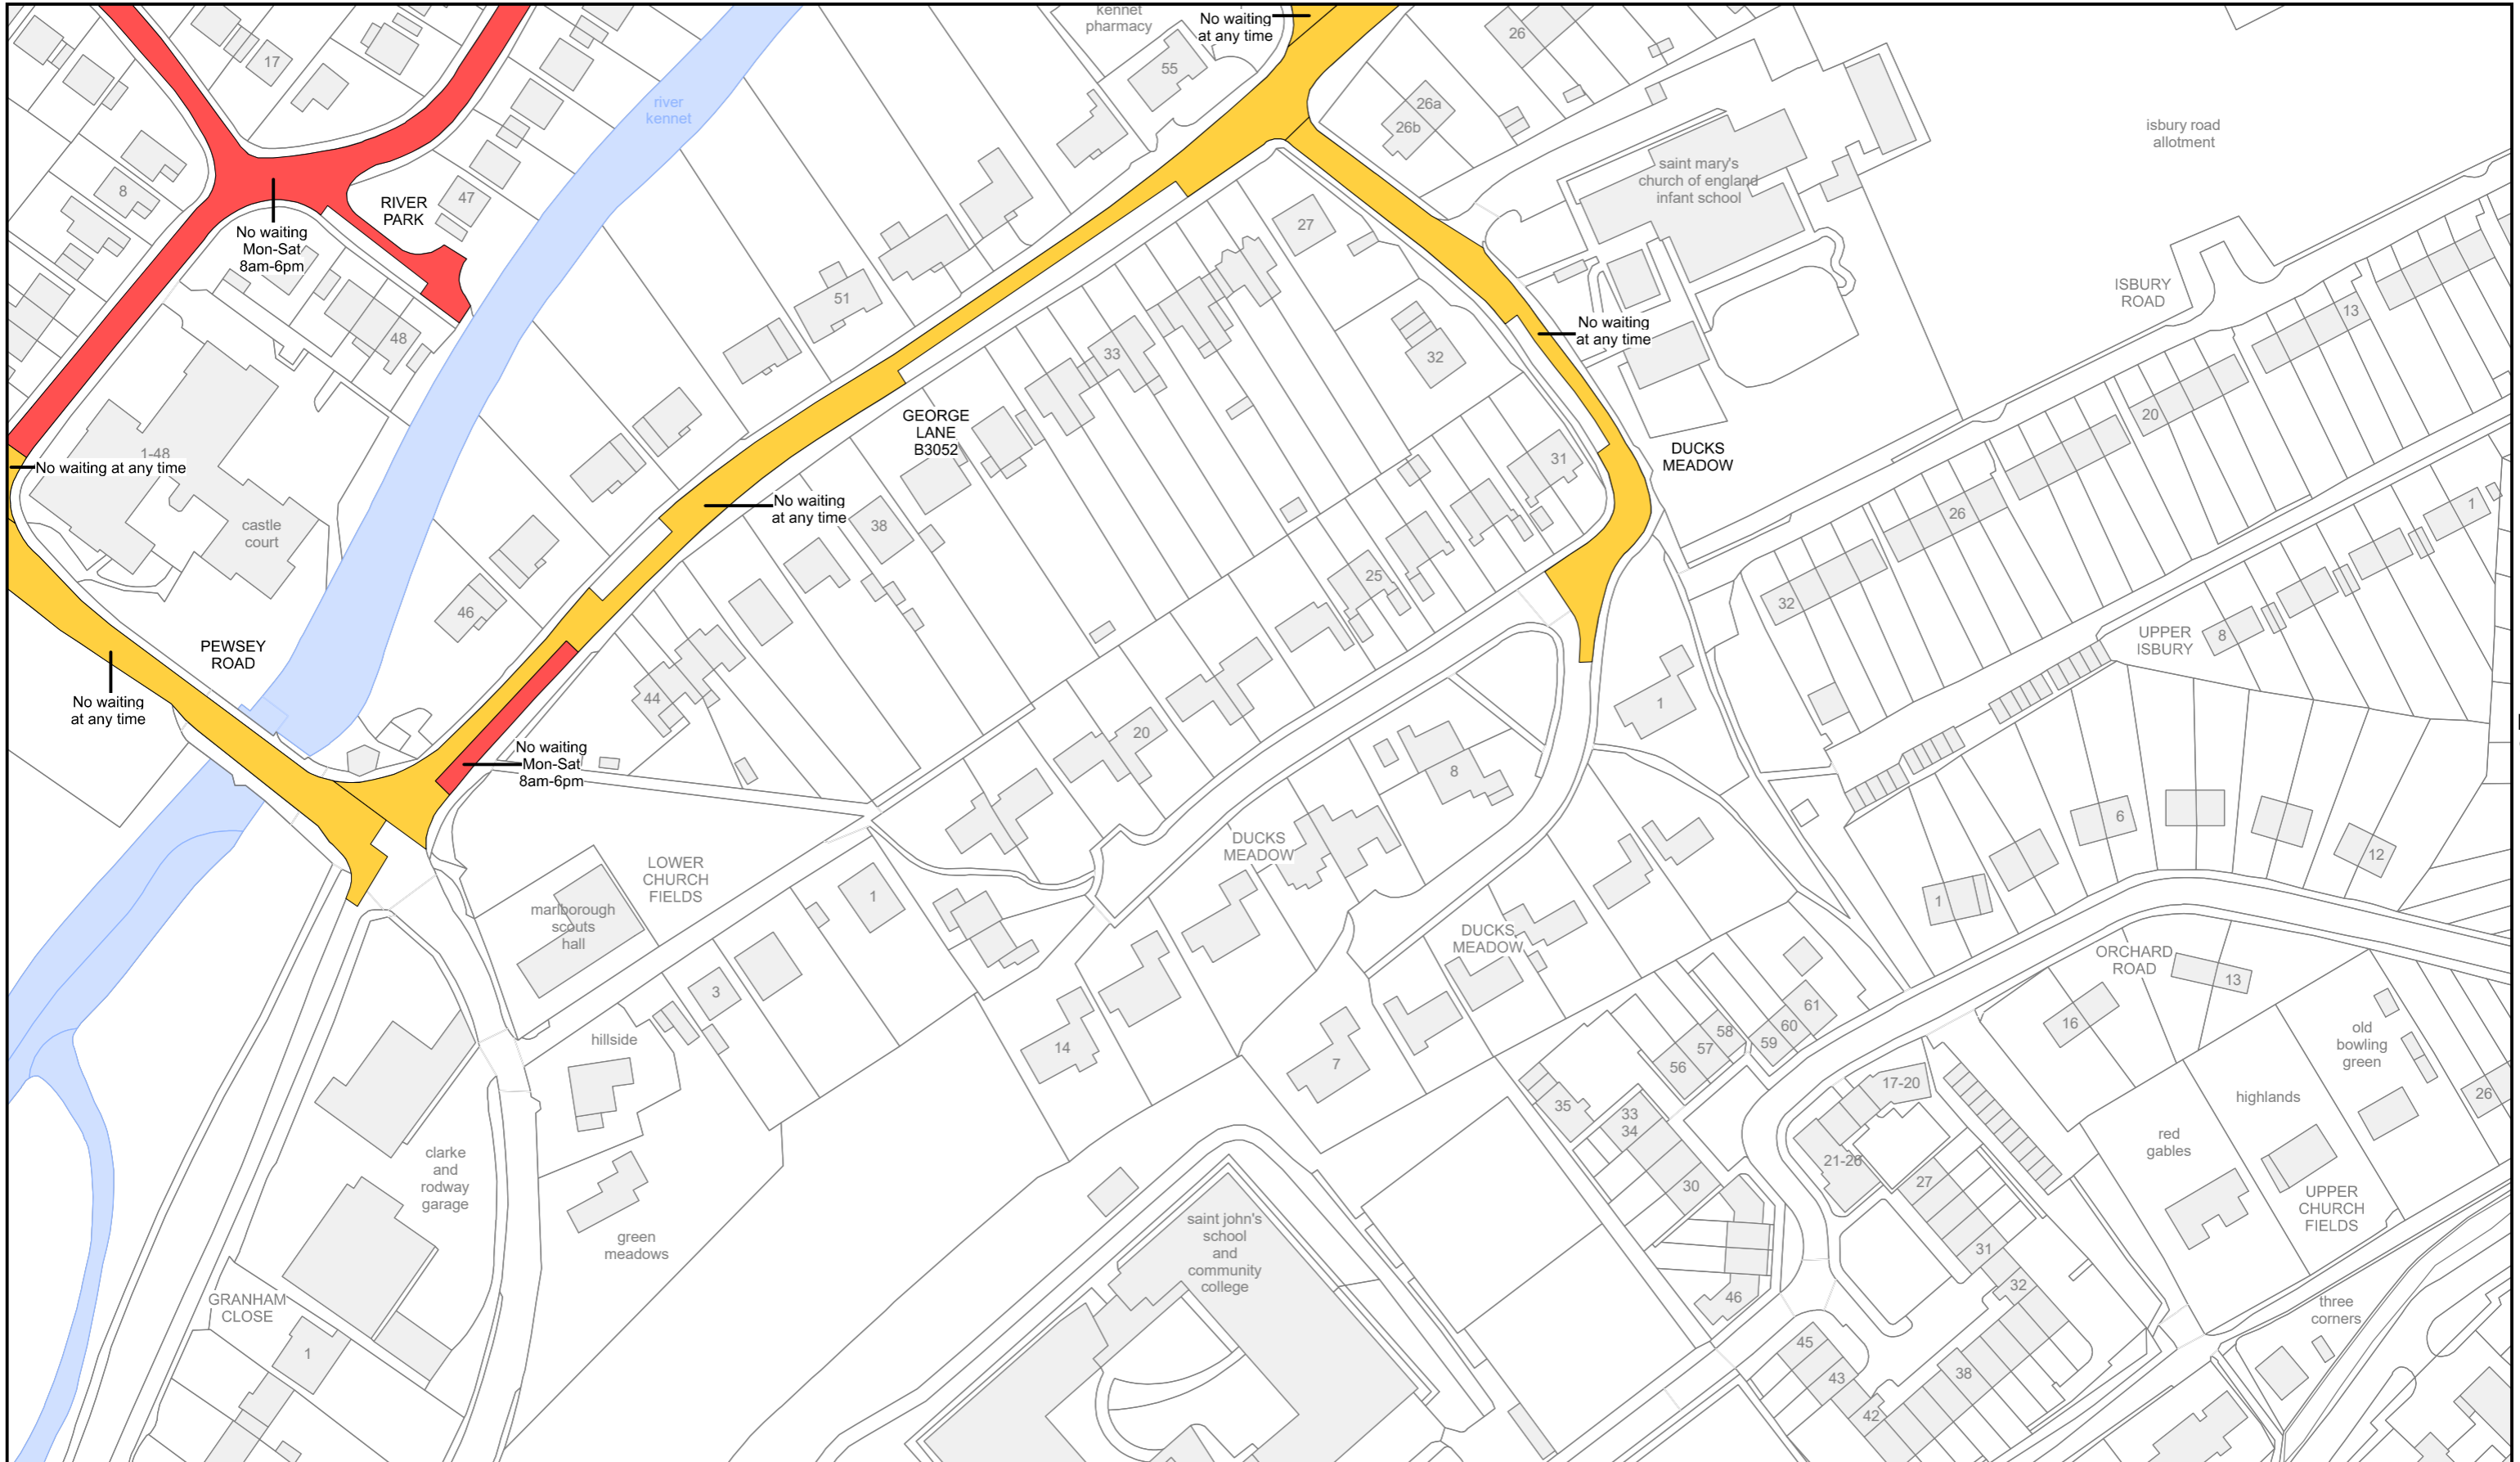 kennet
pharmacy
No waiting
at any time
55
17
26
26a
26b
river
kennet
isbury road
allotment
saint mary's
church of england
infant school
8
47
RIVER
PARK
No waiting
Mon-Sat
8am-6pm
27
51
48
33
32
No waiting
at any time
ISBURY
ROAD
13
20
GEORGE
LANE
B3052
1-48
No waiting at any time
31
DUCKS
MEADOW
castle
court
No waiting
at any time
38
26
1
25
32
46
8
UPPER
ISBURY
PEWSEY
ROAD
No waiting
at any time
44
20
1
8
No waiting
Mon-Sat
8am-6pm
6
12
DUCKS
MEADOW
LOWER
CHURCH
FIELDS
1
1
marlborough
scouts
hall
DUCKS
MEADOW
ORCHARD
ROAD
13
3
hillside
14
7
61
60
59
58
57
56
16
old
bowling
green
17-20
35
33
34
highlands
26
red
gables
21-26
27
30
clarke
and
rodway
garage
green
meadows
saint john's
school
and
community
college
UPPER
CHURCH
FIELDS
31
32
46
GRANHAM
CLOSE
three
corners
1
45
43
38
42